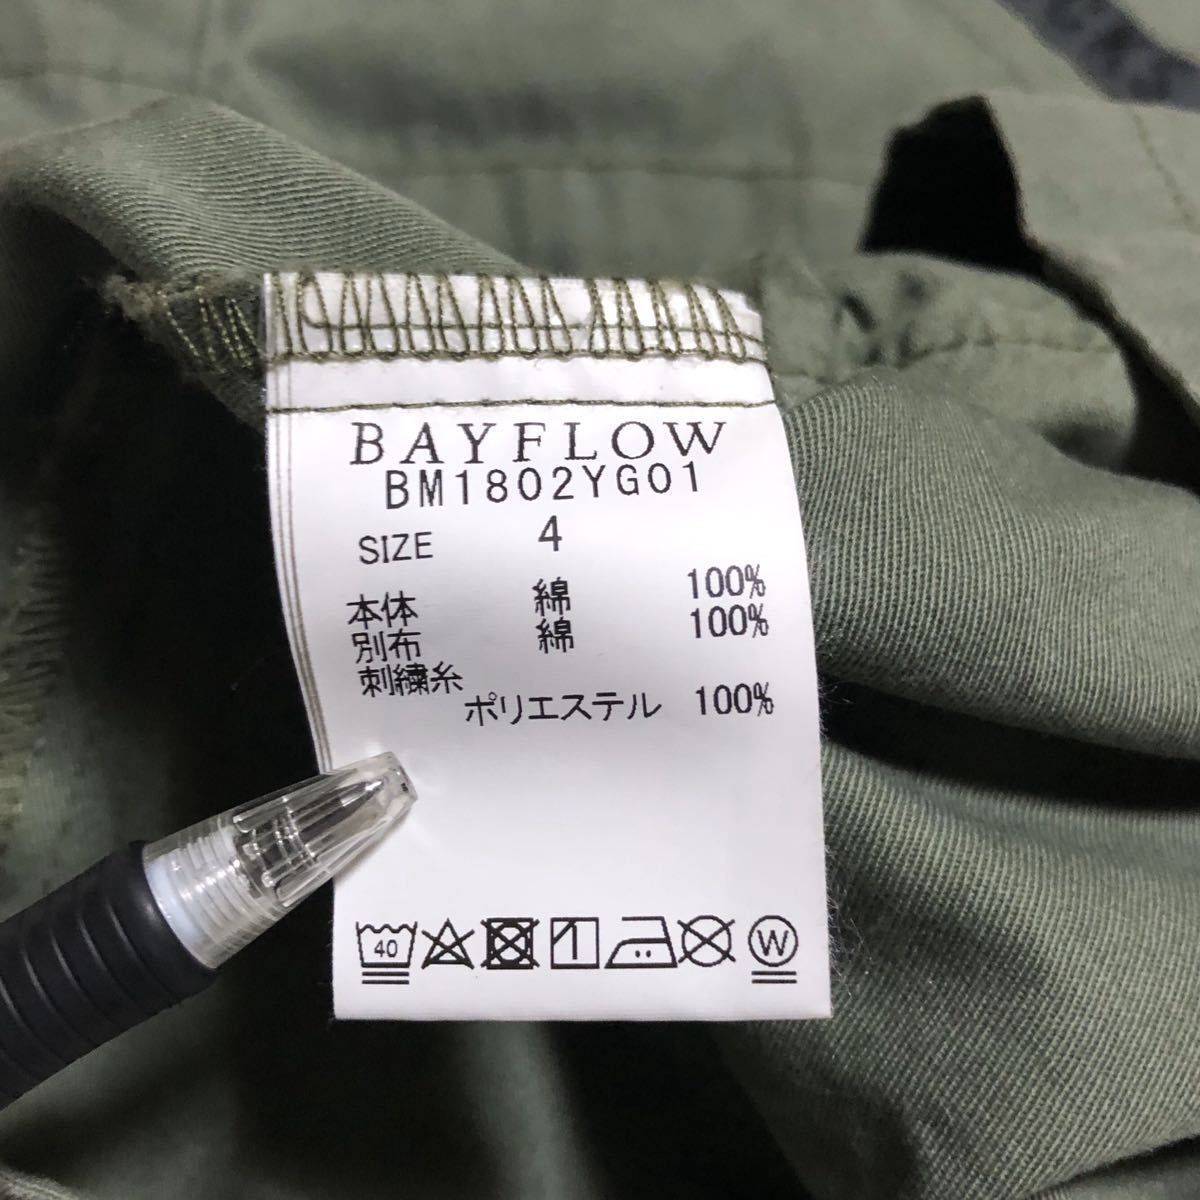 BAYFLOW
BM1802YG01
SIZE 4
本体 綿 100%
別布 綿 100%
刺繍糸
ポリエステル 100%
40 W